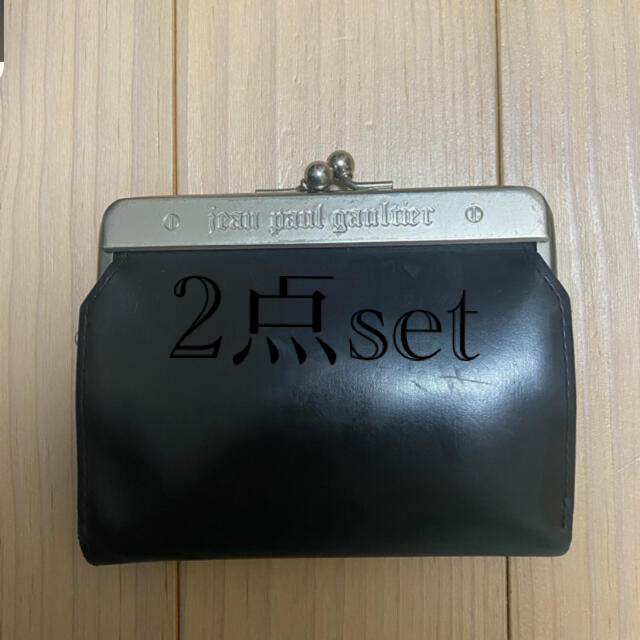 jean paul gaultier
2点set